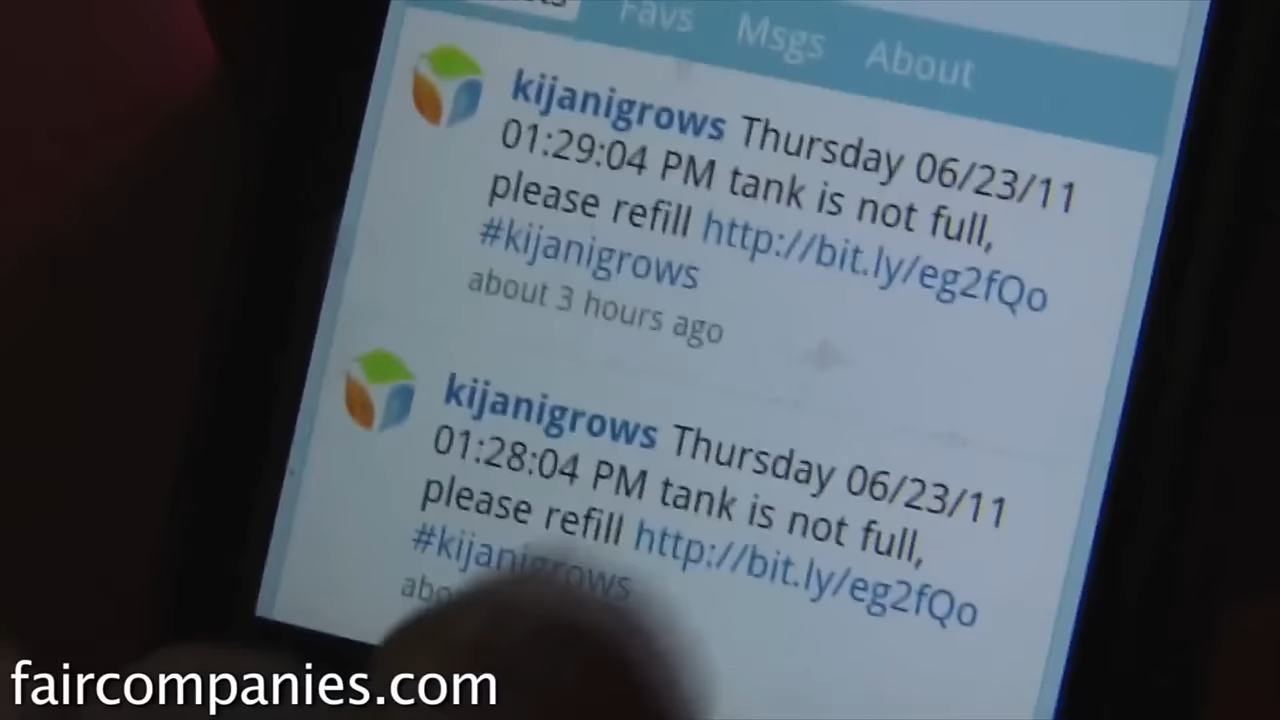 Favs Msgs About
kijanigrows Thursday 06/23/11
01:29:04 PM tank is not full,
please refill http://bit.ly/eg2fQo
#kijanigrows
about 3 hours ago
kijanigrows Thursday 06/23/11
01:28:04 PM tank is not full,
please refill http://bit.ly/eg2fQo
#kijanigrows
faircompanies.com